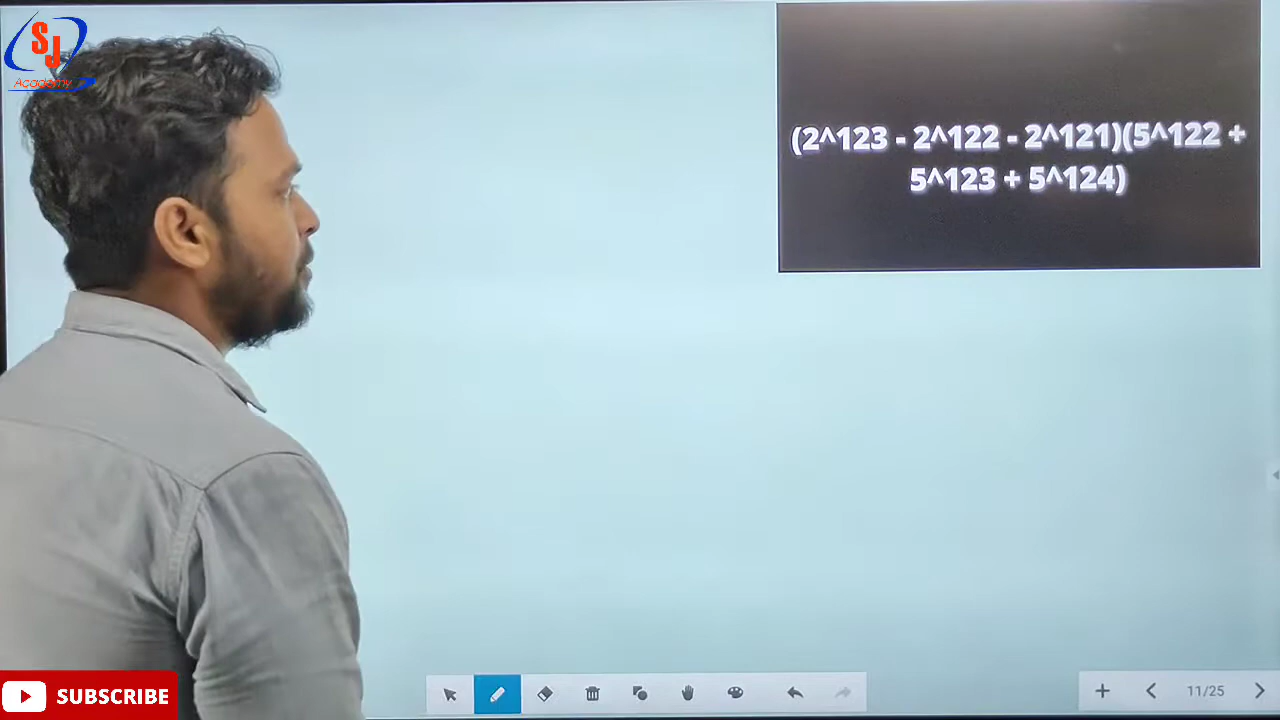 SJ
Academy
(2^123 - 2^122 - 2^121)(5^122 +
5^123 + 5^124)
SUBSCRIBE
11/25